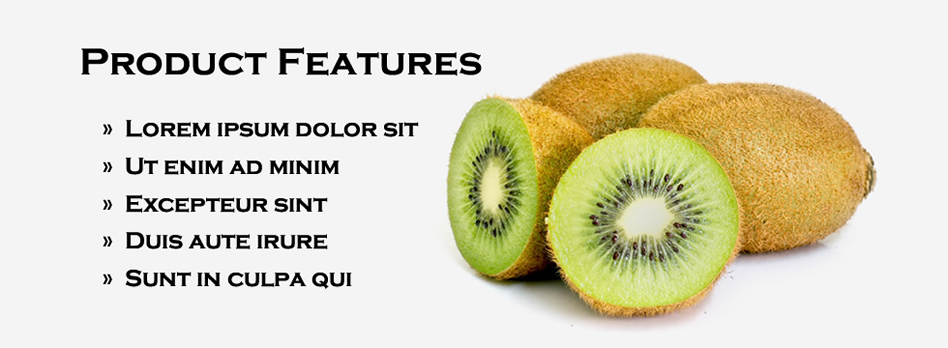 Product Features
» Lorem ipsum dolor sit
» Ut enim ad minim
» Excepteur sint
» Duis aute irure
» Sunt in culpa qui